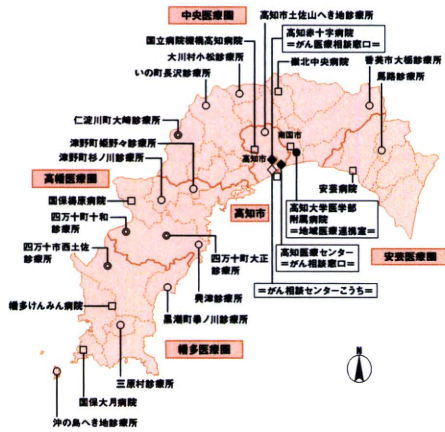 中央医療圏
高知市土佐山へき地診療所
国立病院機構高知病院
高知赤十字病院
=がん医療相談窓口=
大川村小松診療所
嶺北中央病院
香美市大栃診療所
いの町長沢診療所
馬路診療所
仁淀川町大崎診療所
津野町姫野々診療所
南国市
津野町杉ノ川診療所
高知市
高幡医療圏
安芸病院
国保梼原病院
高知市
高知大学医学部
附属病院
=地域医療連携室=
四万十町十和
診療所
四万十市西土佐
診療所
四万十町大正
診療所
高知医療センター
=がん相談窓口=
安芸医療圏
興津診療所
=がん相談センターこうち=
幡多けんみん病院
黒潮町拳ノ川診療所
幡多医療圏
N
三原村診療所
国保大月病院
沖の島へき地診療所